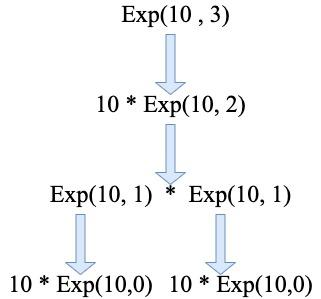 Exp(10 , 3)
10 * Exp(10, 2)
Exp(10, 1) * Exp(10, 1)
10 * Exp(10,0) 10 * Exp(10,0)